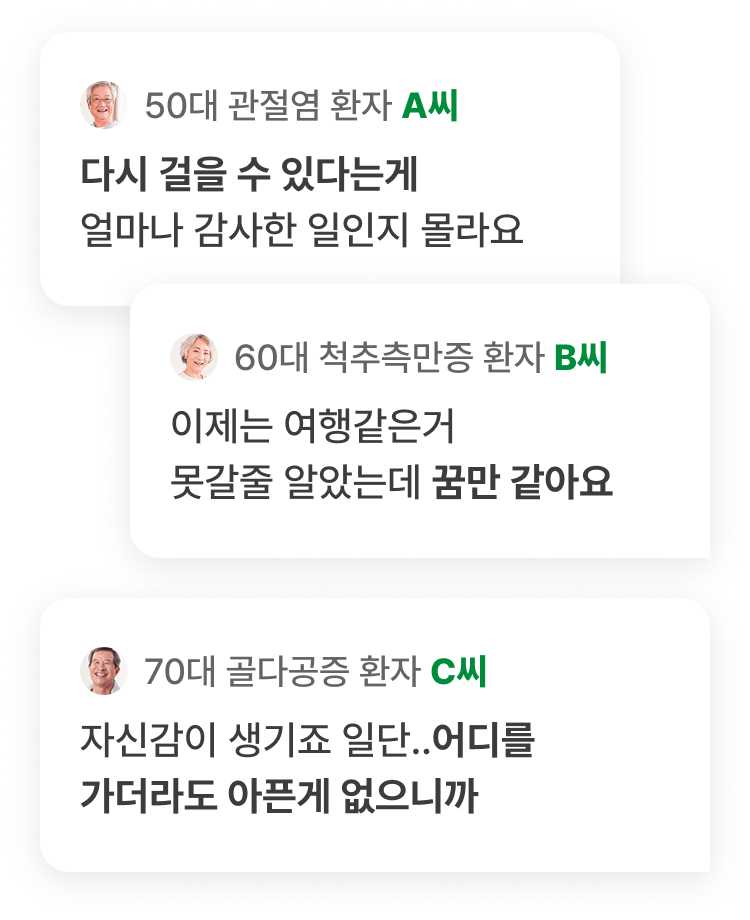 50대 관절염 환자 A씨
다시 걸을 수 있다는게
얼마나 감사한 일인지 몰라요
60대 척추측만증 환자 B씨
이제는 여행같은거
못갈줄 알았는데 꿈만 같아요
70대 골다공증 환자 C씨
자신감이 생기죠 일단..어디를
가더라도 아픈게 없으니까